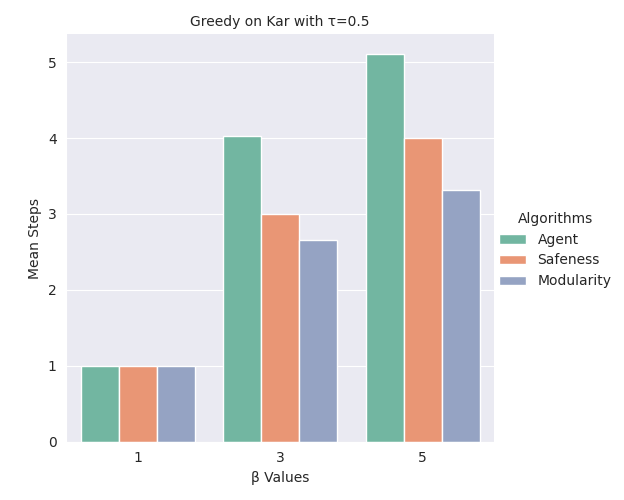 Greedy on Kar with τ=0.5
Mean Steps
5
4
3
2
1
0
1
3
5
β Values
Algorithms
Agent
Safeness
Modularity